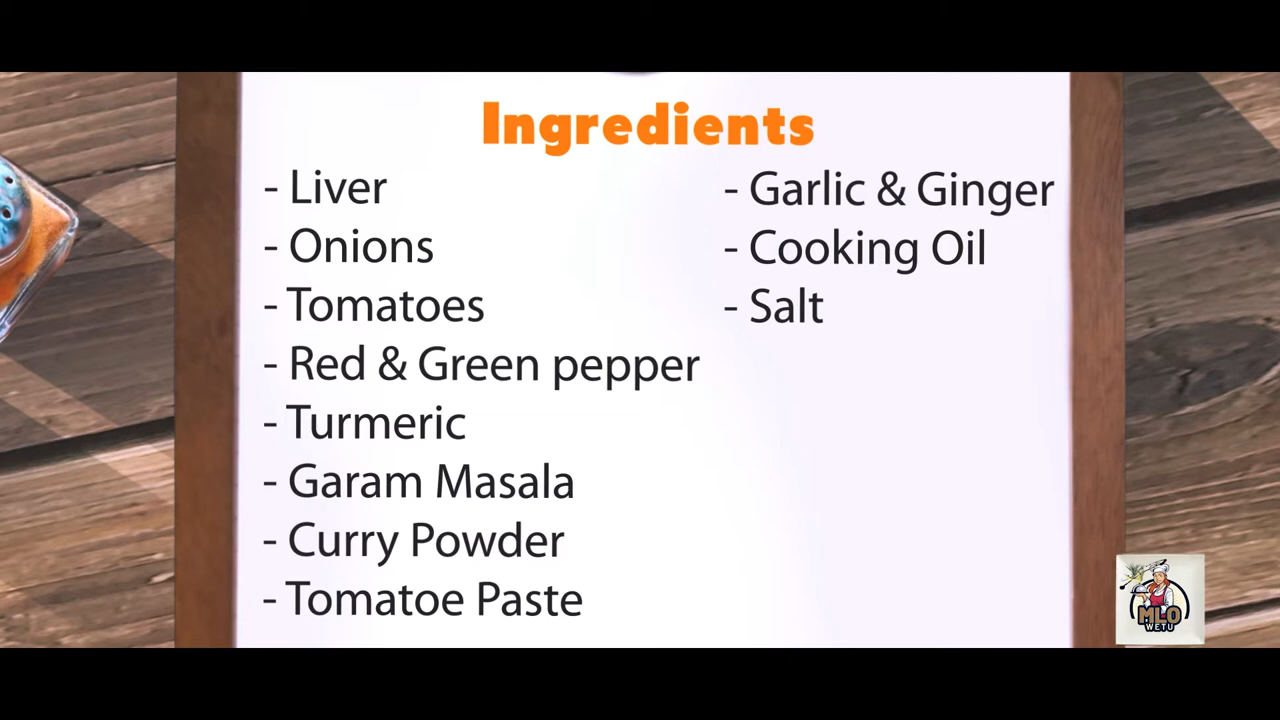 Ingredients
- Liver
- Onions
- Tomatoes
- Red & Green pepper
- Turmeric
- Garam Masala
- Curry Powder
- Tomatoe Paste
- Garlic & Ginger
- Cooking Oil
- Salt
MLO
WETU